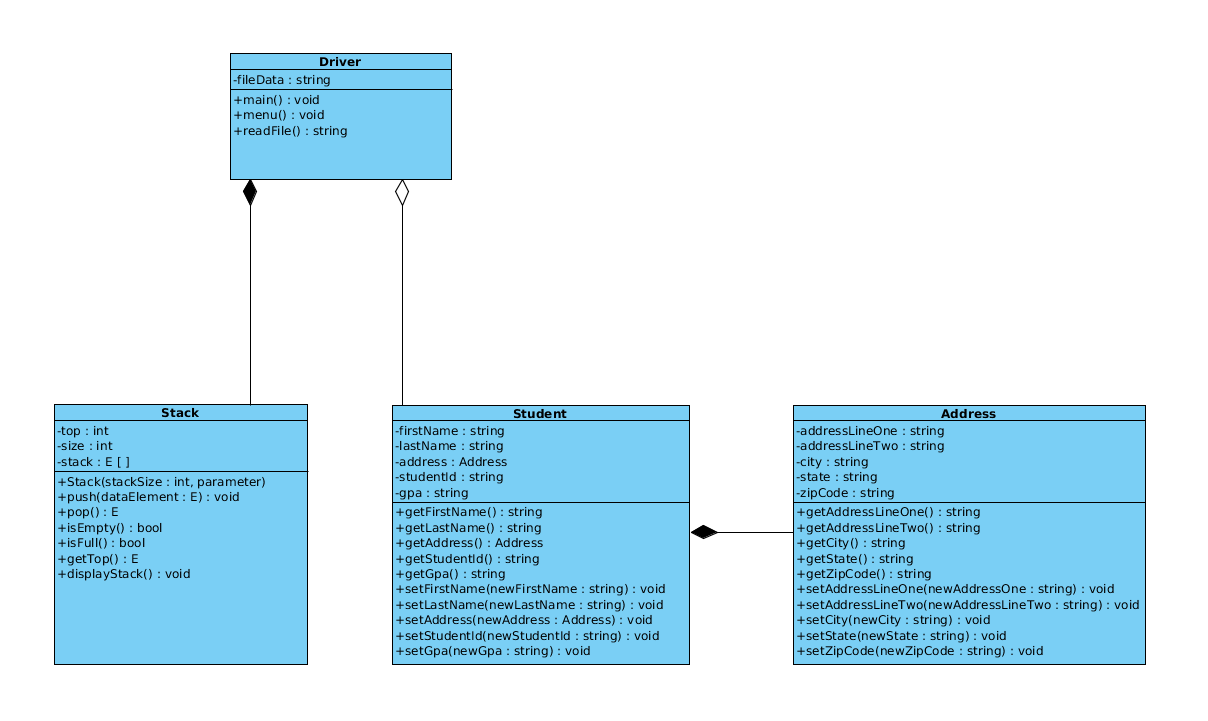 Driver
-fileData : string
+main() : void
+menu() : void
+readFile() : string
Stack
-top : int
-size : int
-stack : E [ ]
+Stack(stackSize : int, parameter)
+push(dataElement : E) : void
+pop() : E
+isEmpty() : bool
+isFull() : bool
+getTop() : E
+displayStack() : void
Student
-firstName : string
-lastName : string
-address : Address
-studentId : string
-gpa : string
+getFirstName() : string
+getLastName() : string
+getAddress() : Address
+getStudentId() : string
+getGpa() : string
+setFirstName(newFirstName : string) : void
+setLastName(newLastName : string) : void
+setAddress(newAddress : Address) : void
+setStudentId(newStudentId : string) : void
+setGpa(newGpa : string) : void
Address
-addressLineOne : string
-addressLineTwo : string
-city : string
-state : string
-zipCode : string
+getAddressLineOne() : string
+getAddressLineTwo() : string
+getCity() : string
+getState() : string
+getZipCode() : string
+setAddressLineOne(newAddressOne : string) : void
+setAddressLineTwo(newAddressLineTwo : string) : void
+setCity(newCity : string) : void
+setState(newState : string) : void
+setZipCode(newZipCode : string) : void